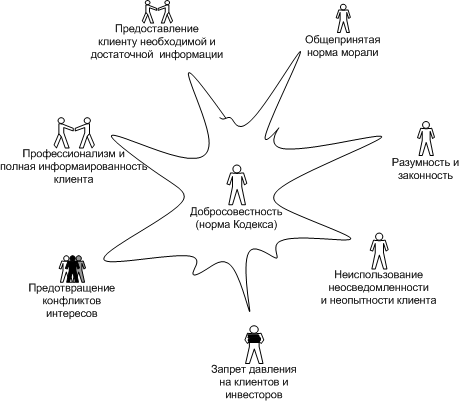 Предоставление
клиенту необходимой и
достаточной информации
Общепринятая
норма морали
Профессионализм и
полная информаированность
клиента
Разумность и
законность
Добросовестность
(норма Кодекса)
Предотвращение
конфликтов
интересов
Неиспользование
неосведомленности
и неопытности клиента
Запрет давления
на клиентов и
инвесторов